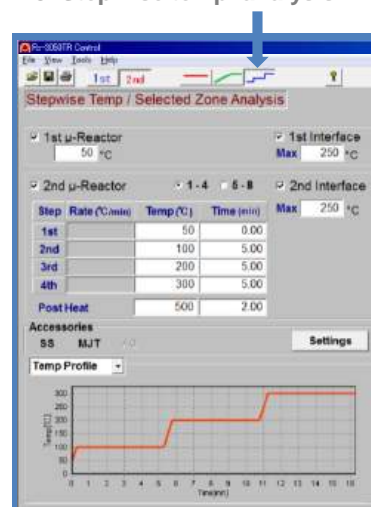 Rx-3050TR Control
File View Tools Help
1st 2nd
Stepwise Temp / Selected Zone Analysis
1st µ-Reactor 1st Interface
50 °C Max 250 °C
2nd µ-Reactor 1 - 4 5 - 8 2nd Interface
Step Rate (°C/min) Temp (°C) Time (min) Max 250 °C
1st 50 0.00
2nd 100 5.00
3rd 200 5.00
4th 300 5.00
Post Heat 500 2.00
Accessories
SS MJT Settings
Temp Profile
Temp[°C]
300
250
200
150
100
50
0
0 1 2 3 4 5 6 7 8 9 10 11 12 13 14 15 16
Time(min)